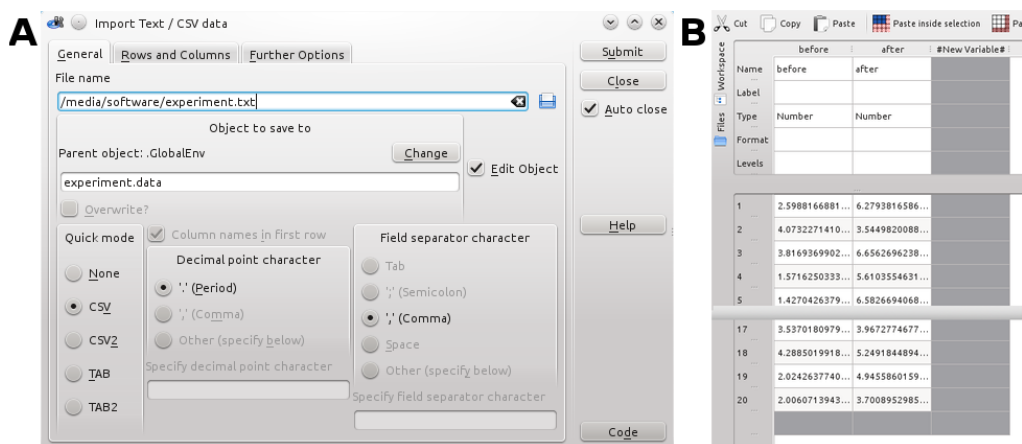 A
Import Text / CSV data
General
Rows and Columns
Further Options
File name
/media/software/experiment.txt
Object to save to
Parent object: .GlobalEnv
Change
experiment.data
Overwrite?
Edit Object
Quick mode
None
CSV
CSV2
TAB
TAB2
Column names in first row
Decimal point character
'.' (Period)
',' (Comma)
Other (specify below)
Specify decimal point character
Field separator character
Tab
';' (Semicolon)
',' (Comma)
Space
Other (specify below)
Specify field separator character
Submit
Close
Auto close
Help
Code
B
Cut Copy Paste Paste inside selection Pa
Workspace
Files
before after #New Variable#
Name before after
Label
Type Number Number
Format
Levels
...
1 2.5988166881... 6.2793816586...
...
2 4.0732271410... 3.5449820088...
...
3 3.8169369902... 6.6562696238...
...
4 1.5716250333... 5.6103554631...
...
5 1.4270426379... 6.5826694068...
17 3.5370180979... 3.9672774677...
...
18 4.2885019918... 5.2491844894...
...
19 2.0242637740... 4.9455860159...
...
20 2.0060713943... 3.7008952985...
...